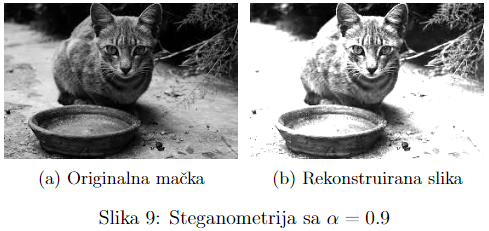 (a) Originalna mačka
(b) Rekonstruirana slika
Slika 9: Steganometrija sa α = 0.9